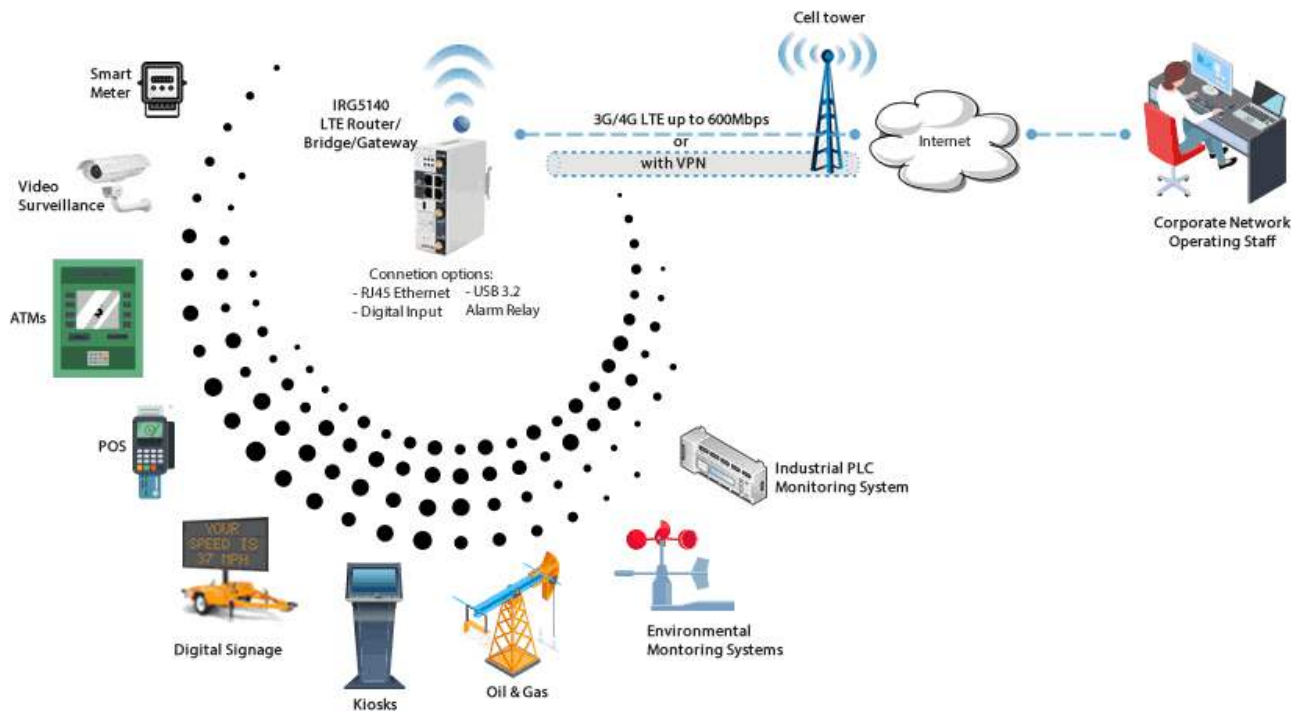 Cell tower
Smart
Meter
IRG5140
LTE Router/
Bridge/Gateway
3G/4G LTE up to 600Mbps
or
with VPN
Internet
Video
Surveillance
Corporate Network
Operating Staff
Connetion options:
- RJ45 Ethernet - USB 3.2
- Digital Input Alarm Relay
ATMs
POS
Industrial PLC
Monitoring System
YOUR
SPEED IS
37 MPH
Digital Signage
Kiosks
Oil & Gas
Environmental
Montoring Systems